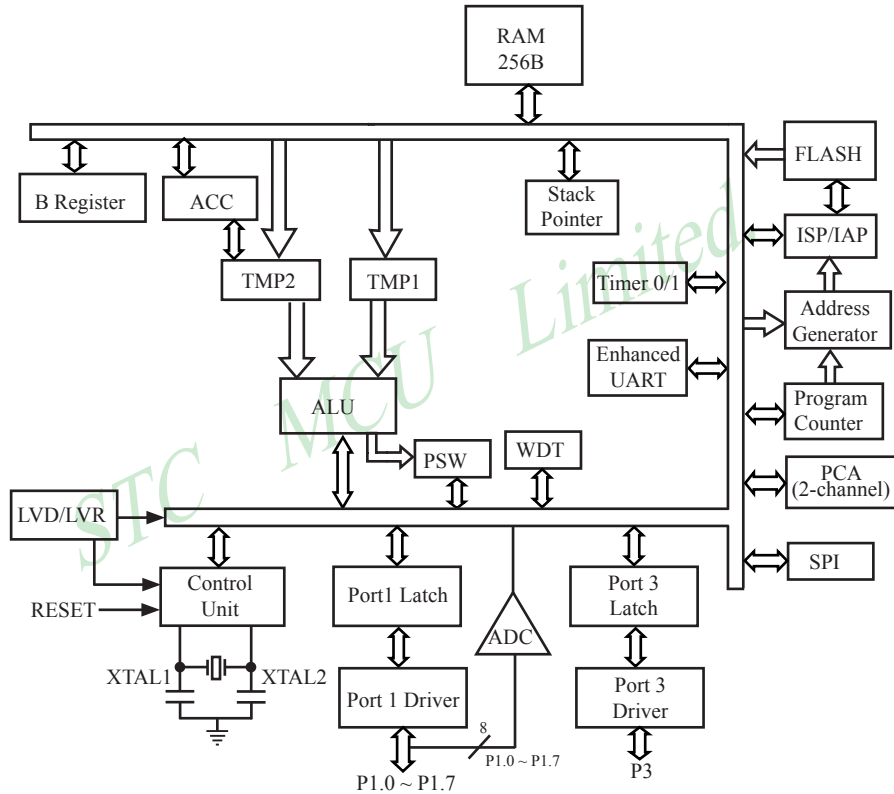 RAM
256B
FLASH
B Register
ACC
Stack
Pointer
ISP/IAP
TMP2
TMP1
Timer 0/1
Address
Generator
Enhanced
UART
ALU
Program
Counter
PSW
WDT
PCA
(2-channel)
LVD/LVR
SPI
Control
Unit
RESET
Port1 Latch
ADC
Port 3
Latch
XTAL1
XTAL2
Port 1 Driver
Port 3
Driver
8
P1.0 ~ P1.7
P1.0 ~ P1.7
P3
STC MCU Limited.